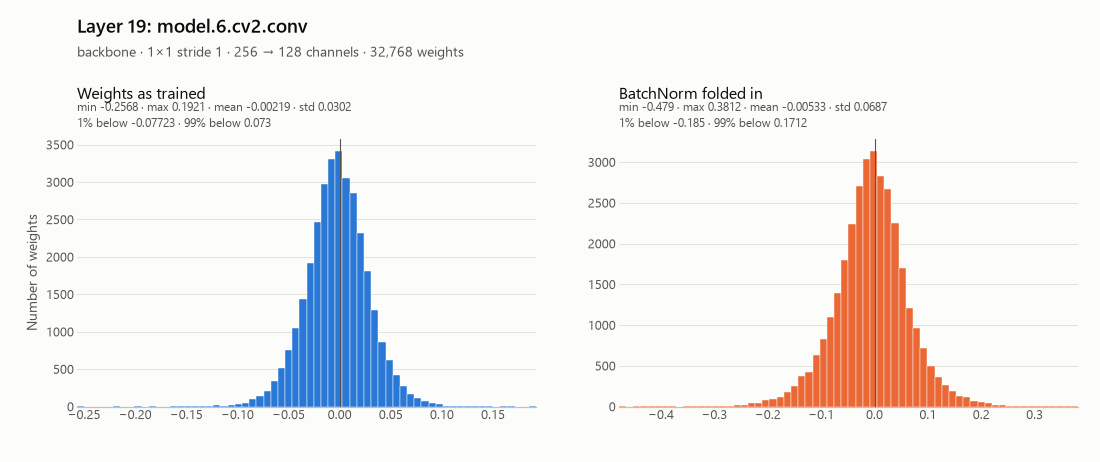 Layer 19: model.6.cv2.conv
backbone · 1×1 stride 1 · 256 → 128 channels · 32,768 weights
Weights as trained
min -0.2568 · max 0.1921 · mean -0.00219 · std 0.0302
1% below -0.07723 · 99% below 0.073
Number of weights
3500
3000
2500
2000
1500
1000
500
0
−0.25 −0.20 −0.15 −0.10 −0.05 0.00 0.05 0.10 0.15
BatchNorm folded in
min -0.479 · max 0.3812 · mean -0.00533 · std 0.0687
1% below -0.185 · 99% below 0.1712
3000
2500
2000
1500
1000
500
0
−0.4 −0.3 −0.2 −0.1 0.0 0.1 0.2 0.3